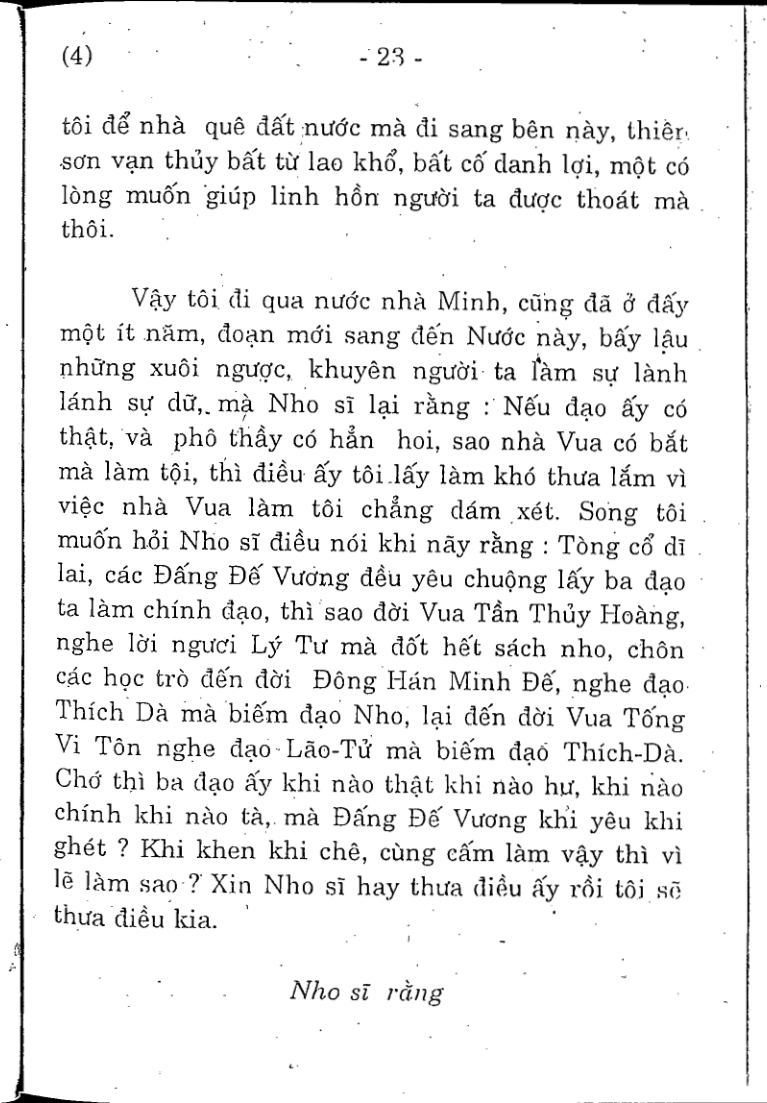 (4) - 23 -
tôi để nhà quê đất nước mà đi sang bên này, thiên
sơn vạn thủy bất từ lao khổ, bất cố danh lợi, một có
lòng muốn giúp linh hồn người ta được thoát mà
thôi.
Vậy tôi đi qua nước nhà Minh, cũng đã ở đấy
một ít năm, đoạn mới sang đến Nước này, bấy lâu
những xuôi ngược, khuyên người ta làm sự lành
lánh sự dữ, mà Nho sĩ lại rằng : Nếu đạo ấy có
thật, và phô thầy có hẳn hoi, sao nhà Vua có bắt
mà làm tội, thì điều ấy tôi lấy làm khó thưa lắm vì
việc nhà Vua làm tôi chẳng dám xét. Song tôi
muốn hỏi Nho sĩ điều nói khi nãy rằng : Tòng cổ dĩ
lai, các Đấng Đế Vương đều yêu chuộng lấy ba đạo
ta làm chính đạo, thì sao đời Vua Tần Thủy Hoàng,
nghe lời ngươi Lý Tư mà đốt hết sách nho, chôn
các học trò đến đời Đông Hán Minh Đế, nghe đạo
Thích Dà mà biếm đạo Nho, lại đến đời Vua Tống
Vi Tôn nghe đạo Lão-Tử mà biếm đạo Thích-Dà.
Chớ thì ba đạo ấy khi nào thật khi nào hư, khi nào
chính khi nào tà, mà Đấng Đế Vương khi yêu khi
ghét ? Khi khen khi chê, cùng cấm làm vậy thì vì
lẽ làm sao ? Xin Nho sĩ hay thưa điều ấy rồi tôi sẽ
thưa điều kia.
Nho sĩ rằng